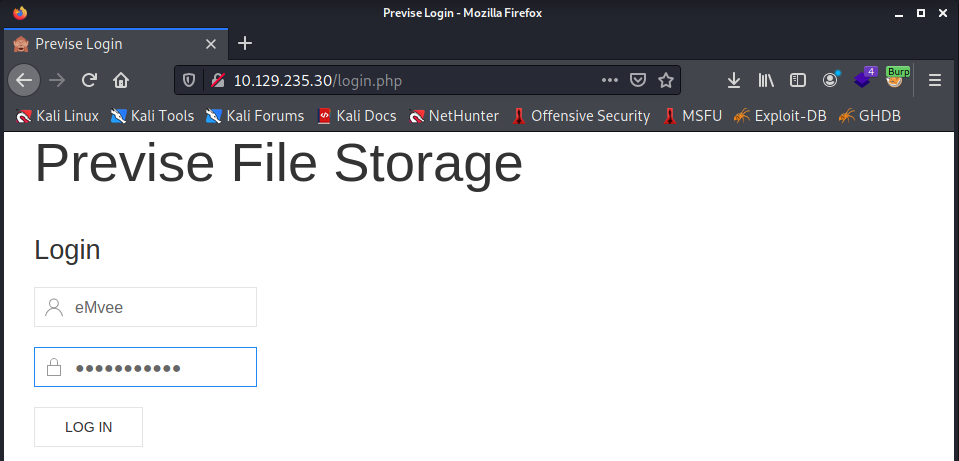 Previse Login - Mozilla Firefox
Previse Login
10.129.235.30/login.php
4
Burp
Kali Linux Kali Tools Kali Forums Kali Docs NetHunter Offensive Security MSFU Exploit-DB GHDB
Previse File Storage
Login
eMvee
●●●●●●●●●●●
LOG IN